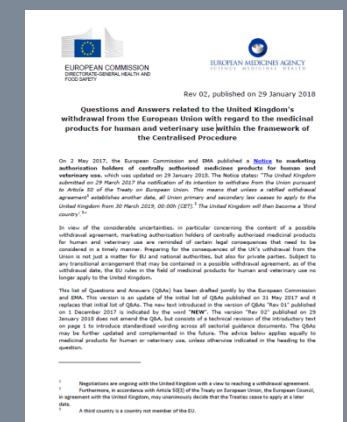 EUROPEAN COMMISSION
DIRECTORATE-GENERAL HEALTH AND
FOOD SAFETY
EUROPEAN MEDICINES AGENCY
SCIENCE MEDICINES HEALTH
Rev 02, published on 29 January 2018
Questions and Answers related to the United Kingdom's
withdrawal from the European Union with regard to the medicinal
products for human and veterinary use within the framework of
the Centralised Procedure
On 2 May 2017, the European Commission and EMA published a Notice to marketing
authorisation holders of centrally authorised medicines products for human and
veterinary use, which was updated on 29 January 2018. The Notice states: "The United Kingdom
submitted on 29 March 2017 the notification of its intention to withdraw from the Union pursuant
to Article 50 of the Treaty on European Union. This means that unless a ratified withdrawal
agreement¹ establishes another date, all Union primary and secondary law ceases to apply to the
United Kingdom from 30 March 2019, 00:00h (CET).² The United Kingdom will then become a 'third
country'.³"
In view of the considerable uncertainties, in particular concerning the content of a possible
withdrawal agreement, marketing authorisation holders of centrally authorised medicinal products
for human and veterinary use are reminded of certain legal consequences that need to be
considered in a timely manner. Preparing for the consequences of the UK's withdrawal from the
Union is not just a matter for EU and national authorities, but also for private parties. Subject to
any transitional arrangement that may be contained in a possible withdrawal agreement, as of the
withdrawal date, the EU rules in the field of medicinal products for human and veterinary use no
longer apply to the United Kingdom.
This list of Questions and Answers (Q&As) has been drafted jointly by the European Commission
and EMA. This version is an update of the initial list of Q&As published on 31 May 2017 and it
replaces that initial list of Q&As. The new text introduced in the version of Q&As "Rev 01" published
on 1 December 2017 is indicated by the word "NEW". The version "Rev 02" published on 29
January 2018 does not amend the Q&A, but consists of a technical revision of the introductory text
on page 1 to introduce standardised wording across all sectorial guidance documents. The Q&As
may be further updated and complemented in the future. The advice below applies equally to
medicinal products for human or veterinary use, unless otherwise indicated in the heading to the
question.
¹ Negotiations are ongoing with the United Kingdom with a view to reaching a withdrawal agreement.
² Furthermore, in accordance with Article 50(3) of the Treaty on European Union, the European Council,
in agreement with the United Kingdom, may unanimously decide that the Treaties cease to apply at a later
date.
³ A third country is a country not member of the EU.